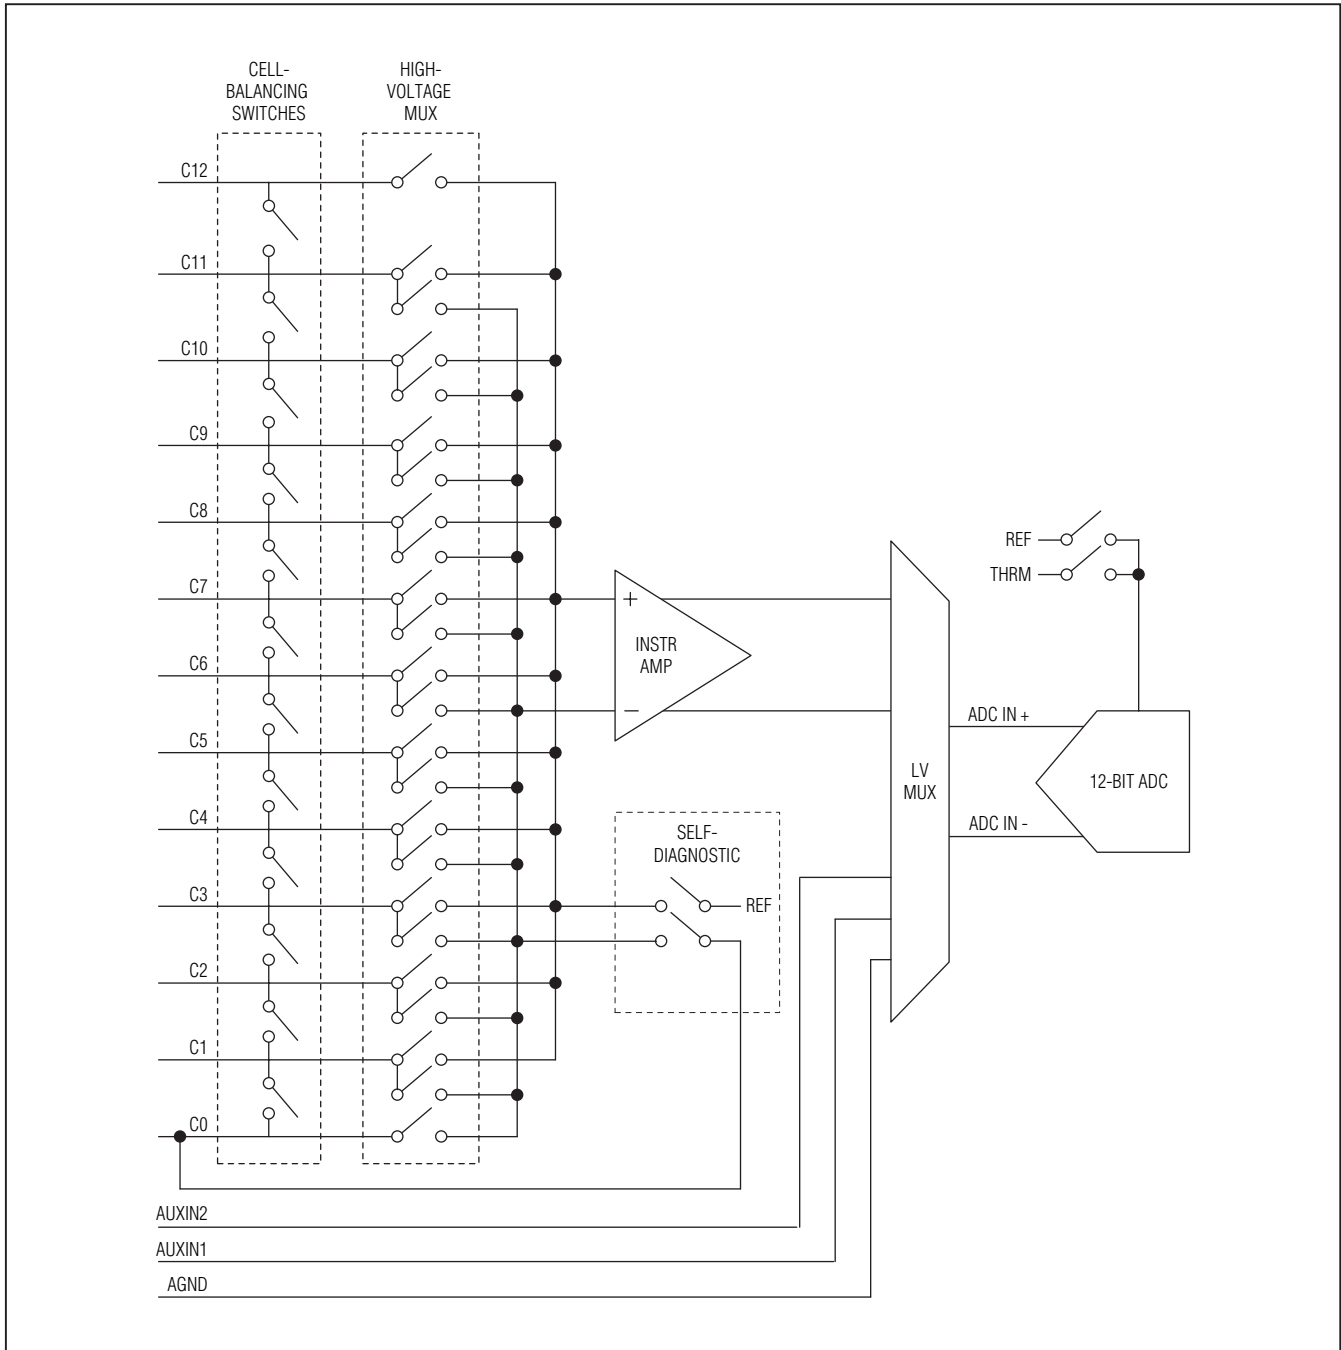 CELL-
BALANCING
SWITCHES
HIGH-
VOLTAGE
MUX
C12
C11
C10
C9
C8
C7
C6
C5
C4
C3
C2
C1
C0
AUXIN2
AUXIN1
AGND
+
INSTR
AMP
−
SELF-
DIAGNOSTIC
REF
LV
MUX
REF
THRM
ADC IN +
ADC IN -
12-BIT ADC